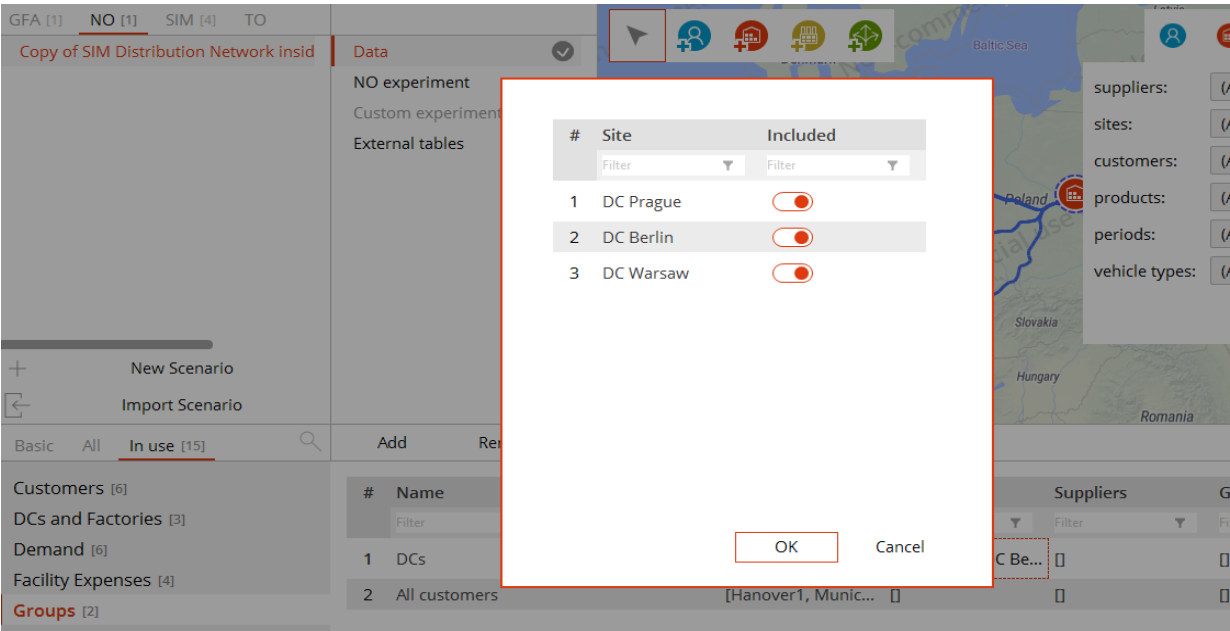 GFA [1] NO [1] SIM [4] TO
Copy of SIM Distribution Network insid
Data
NO experiment
Custom experiment
External tables
New Scenario
Import Scenario
Baltic Sea
Poland
Slovakia
Hungary
Romania
suppliers:
sites:
customers:
products:
periods:
vehicle types:
# Site Included
Filter Filter
1 DC Prague
2 DC Berlin
3 DC Warsaw
OK Cancel
Basic All In use [15]
Customers [6]
DCs and Factories [3]
Demand [6]
Facility Expenses [4]
Groups [2]
Add
# Name Suppliers G
Filter Filter
1 DCs C Be... [] []
2 All customers [Hanover1, Munic... [] [] []